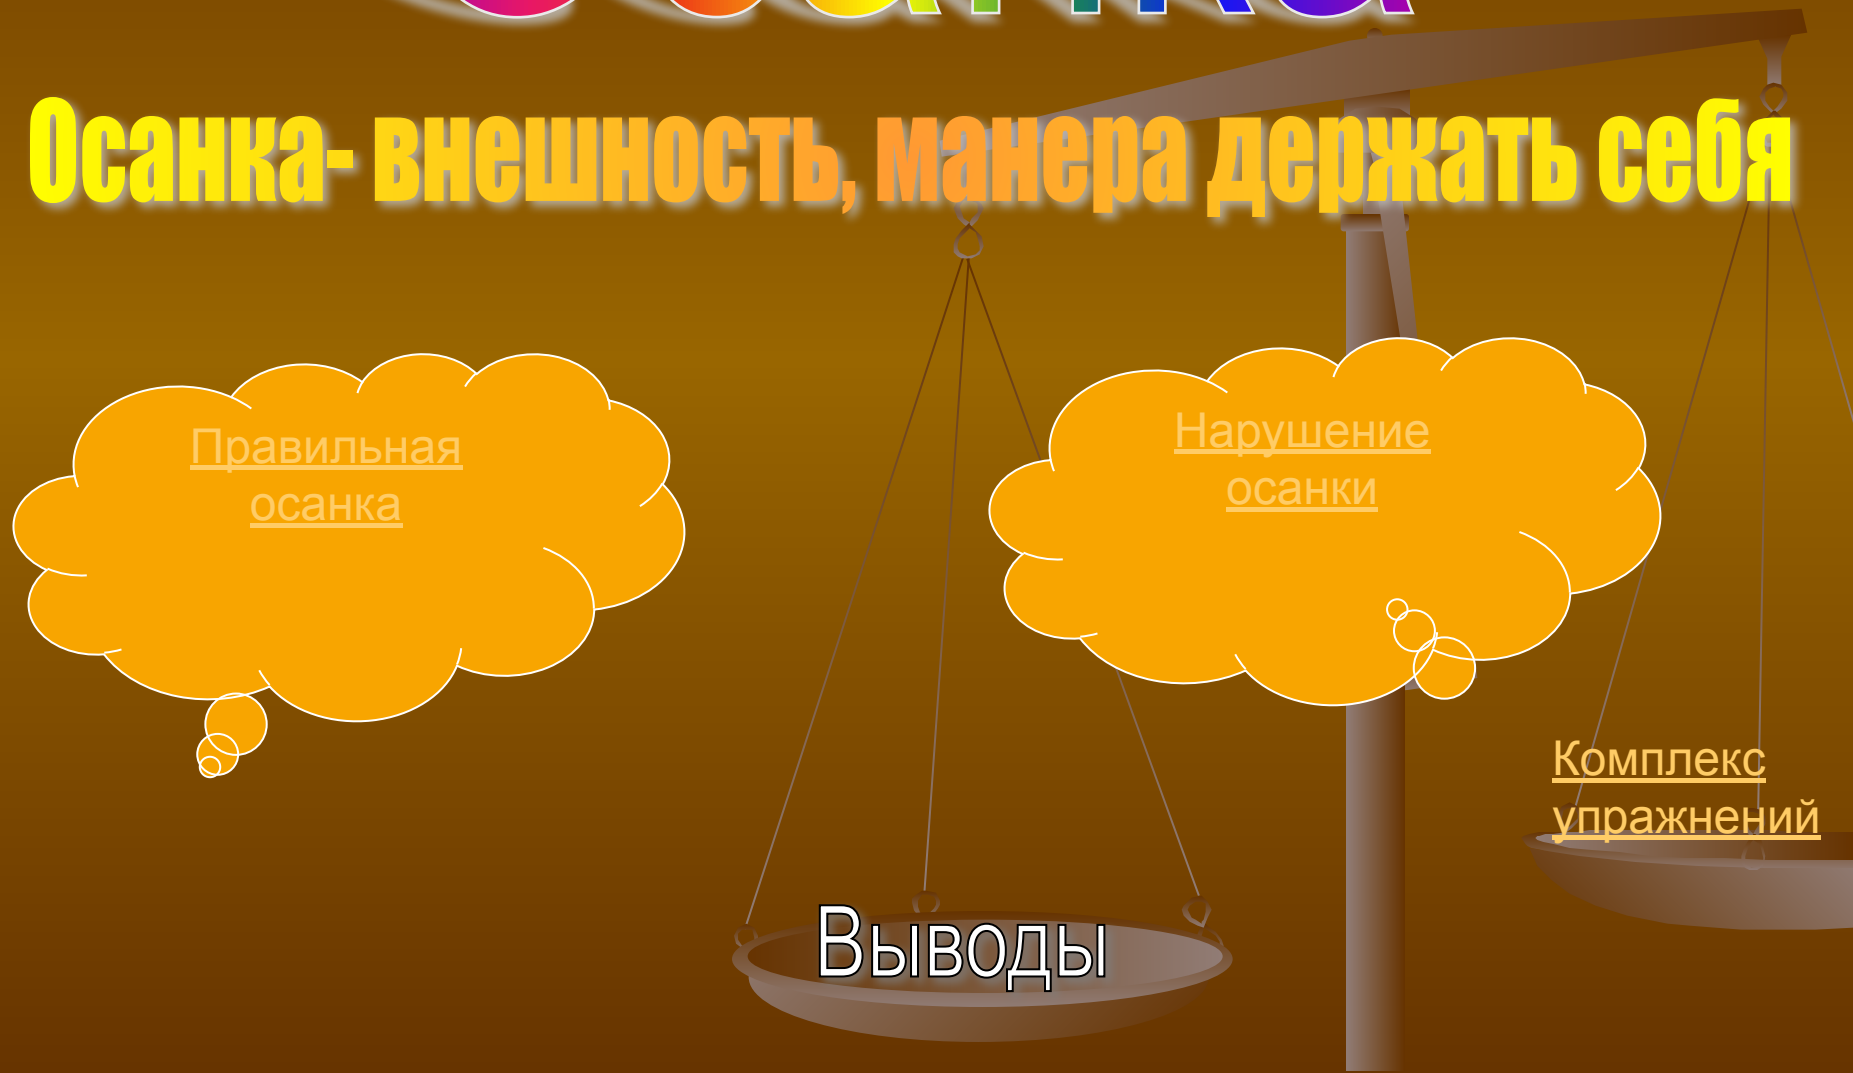 Осанка- внешность, манера держать себя
Правильная
осанка
Нарушение
осанки
Комплекс
упражнений
Выводы